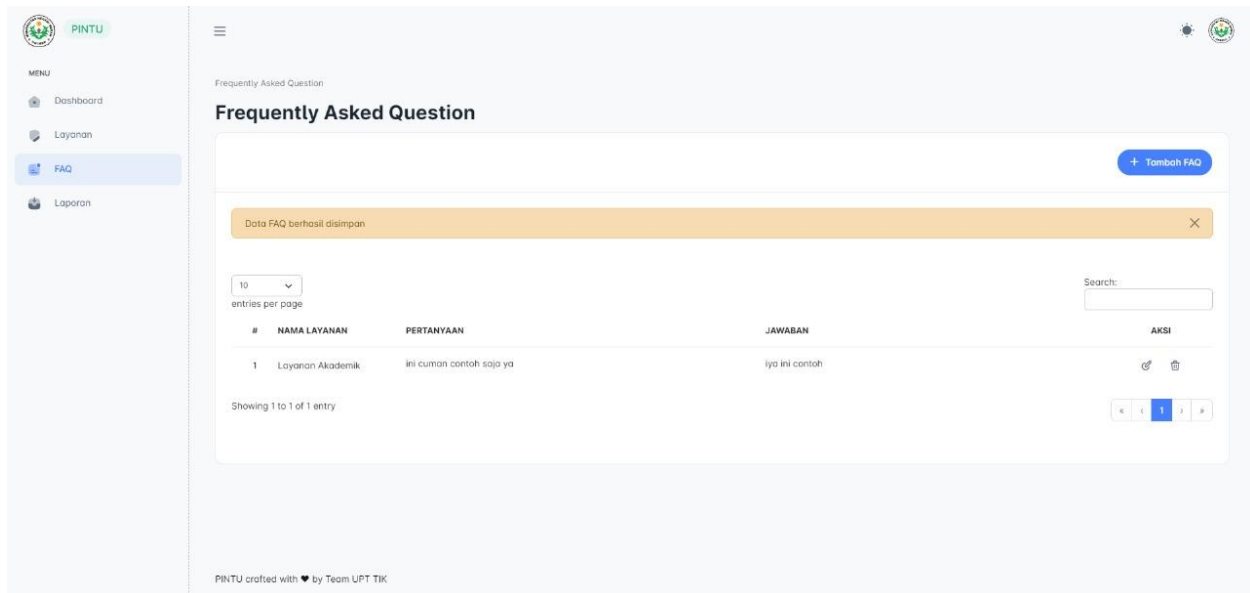 PINTU
MENU
Dashboard
Layanan
FAQ
Laporan
Frequently Asked Question
Frequently Asked Question
+ Tambah FAQ
Data FAQ berhasil disimpan
10
entries per page
Search:
# NAMA LAYANAN PERTANYAAN JAWABAN AKSI
1 Layanan Akademik ini cuman contoh saja ya iya ini contoh
Showing 1 to 1 of 1 entry
« ‹ 1 › »
PINTU crafted with ♥ by Team UPT TIK